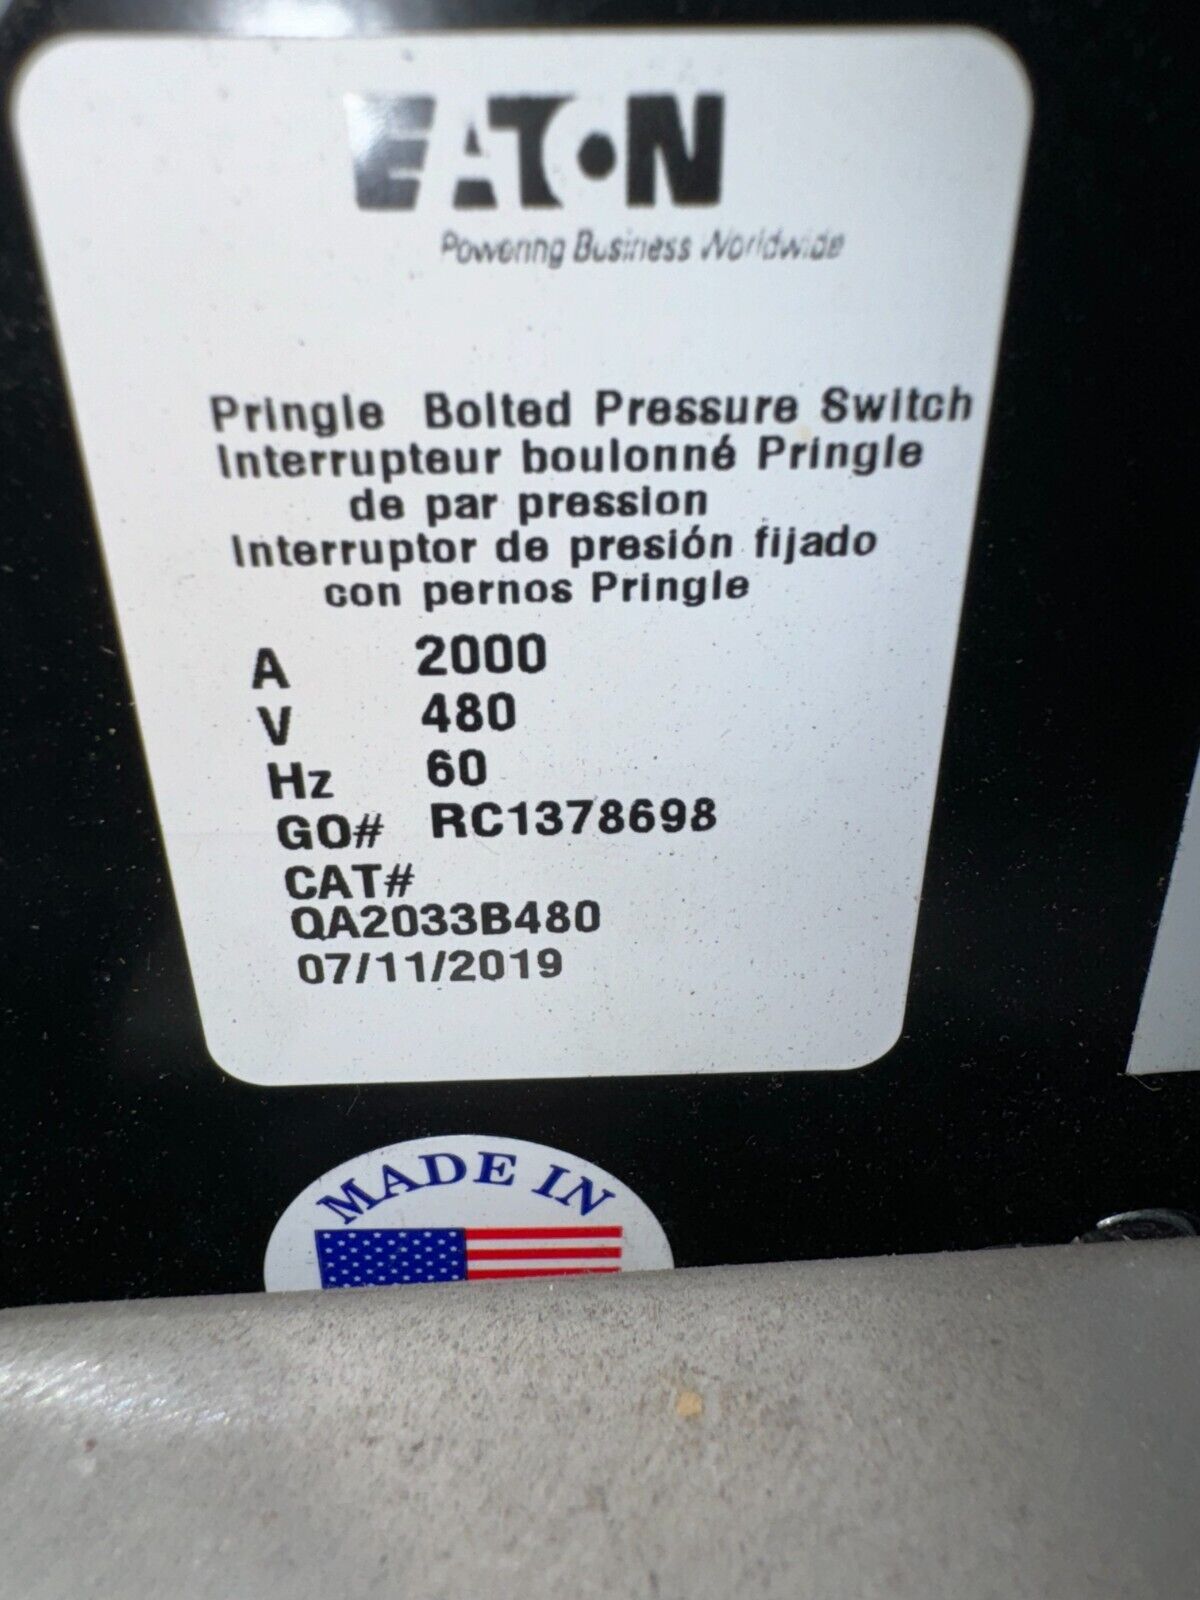 EATON
Powering Business Worldwide
Pringle Bolted Pressure Switch
Interrupteur boulonné Pringle
de par pression
Interruptor de presión fijado
con pernos Pringle
A 2000
V 480
Hz 60
GO# RC1378698
CAT#
QA2033B480
07/11/2019
MADE IN